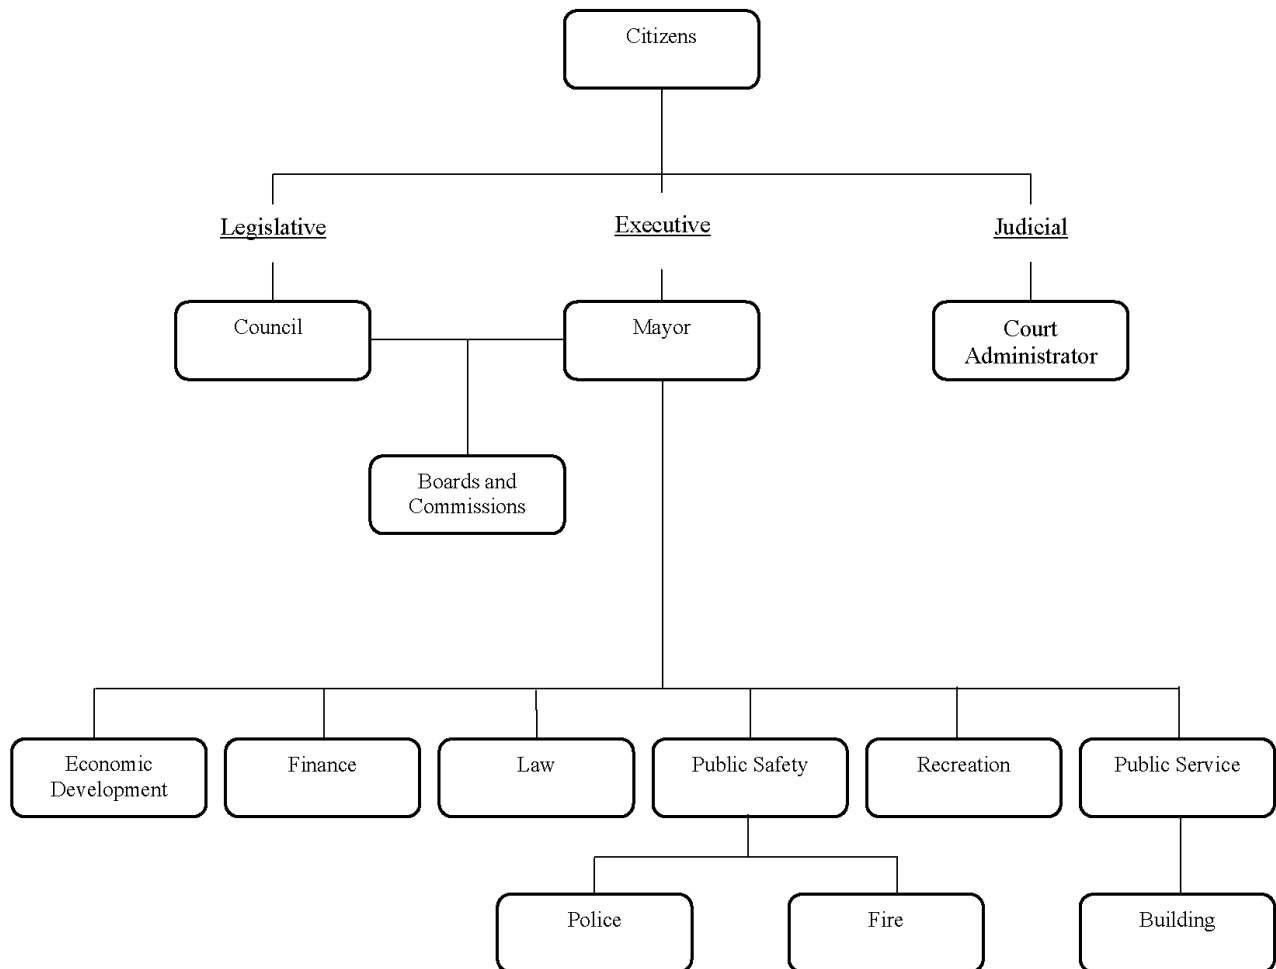 Citizens
Legislative
Executive
Judicial
Council
Mayor
Court
Administrator
Boards and
Commissions
Economic
Development
Finance
Law
Public Safety
Recreation
Public Service
Police
Fire
Building